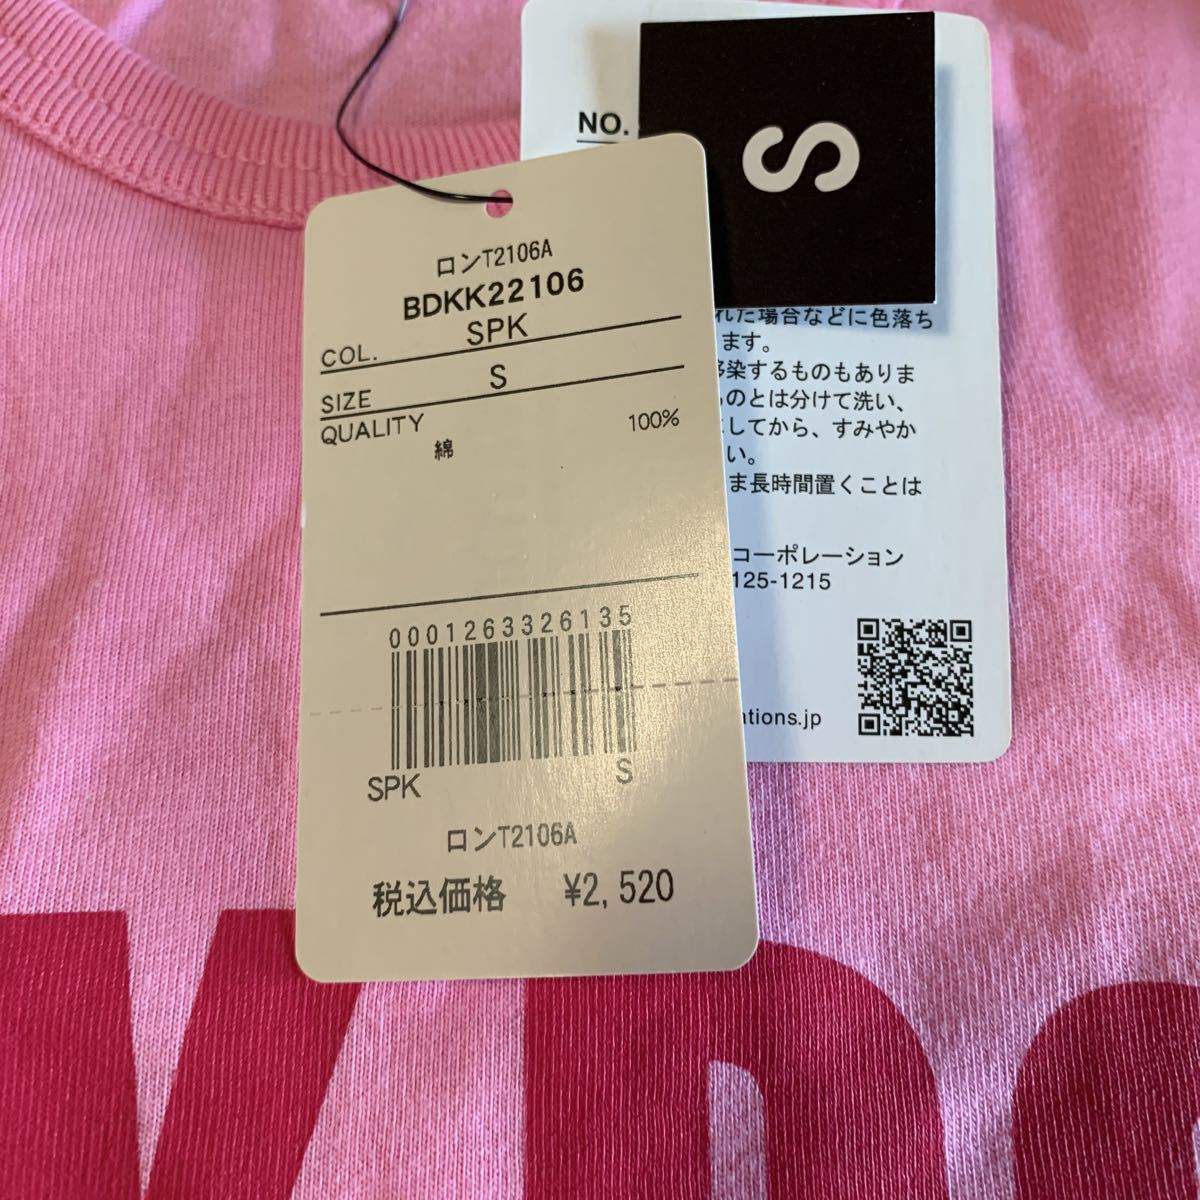 ロンT2106A
BDKK22106
COL. SPK
SIZE S
QUALITY
綿 100%
0001263326135
SPK S
ロンT2106A
税込価格 ¥2,520
NO.
S
れた場合などに色落ち
ます。
移染するものもありま
ものとは分けて洗い、
してから、すみやか
い。
ま長時間置くことは
コーポレーション
125-1215
ations.jp